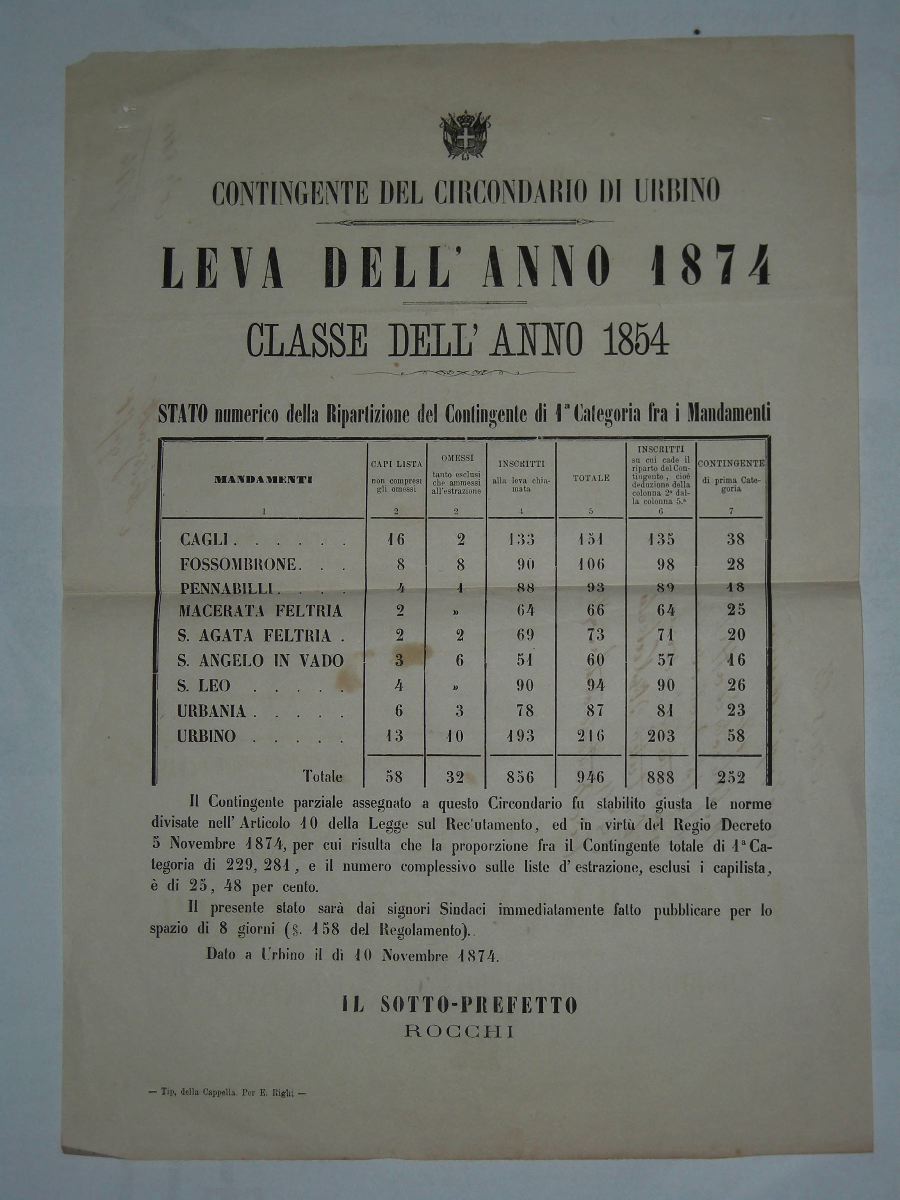 CONTINGENTE DEL CIRCONDARIO DI URBINO
LEVA DELL'ANNO 1874
CLASSE DELL'ANNO 1854
STATO numerico della Ripartizione del Contingente di 1ª Categoria fra i Mandamenti
MANDAMENTI 1 | CAPI LISTA non compresi gli omessi 2 | OMESSI tanto esclusi che ammessi all'estrazione 2 | INSCRITTI alla leva chiamata 4 | TOTALE 5 | INSCRITTI su cui cade il riparto del Contingente, cioè deduzione della colonna 2ª dalla colonna 5.ª 6 | CONTINGENTE di prima Categoria 7
CAGLI . . . . . . 16 2 133 151 135 38
FOSSOMBRONE. . . 8 8 90 106 98 28
PENNABILLI. . . . 4 1 88 93 89 18
MACERATA FELTRIA 2 » 64 66 64 25
S. AGATA FELTRIA . 2 2 69 73 71 20
S. ANGELO IN VADO 3 6 51 60 57 16
S. LEO . . . . . 4 » 90 94 90 26
URBANIA . . . . . 6 3 78 87 81 23
URBINO . . . . . 13 10 193 216 203 58
Totale 58 32 856 946 888 252
Il Contingente parziale assegnato a questo Circondario fu stabilito giusta le norme
divisate nell'Articolo 10 della Legge sul Rec'utamento, ed in virtù del Regio Decreto
5 Novembre 1874, per cui risulta che la proporzione fra il Contingente totale di 1ª Ca-
tegoria di 229, 281, e il numero complessivo sulle liste d'estrazione, esclusi i capilista,
è di 25, 48 per cento.
Il presente stato sarà dai signori Sindaci immediatamente fatto pubblicare per lo
spazio di 8 giorni (§. 158 del Regolamento)..
Dato a Urbino il dì 10 Novembre 1874.
IL SOTTO-PREFETTO
ROCCHI
— Tip, della Cappella. Per E. Righi —